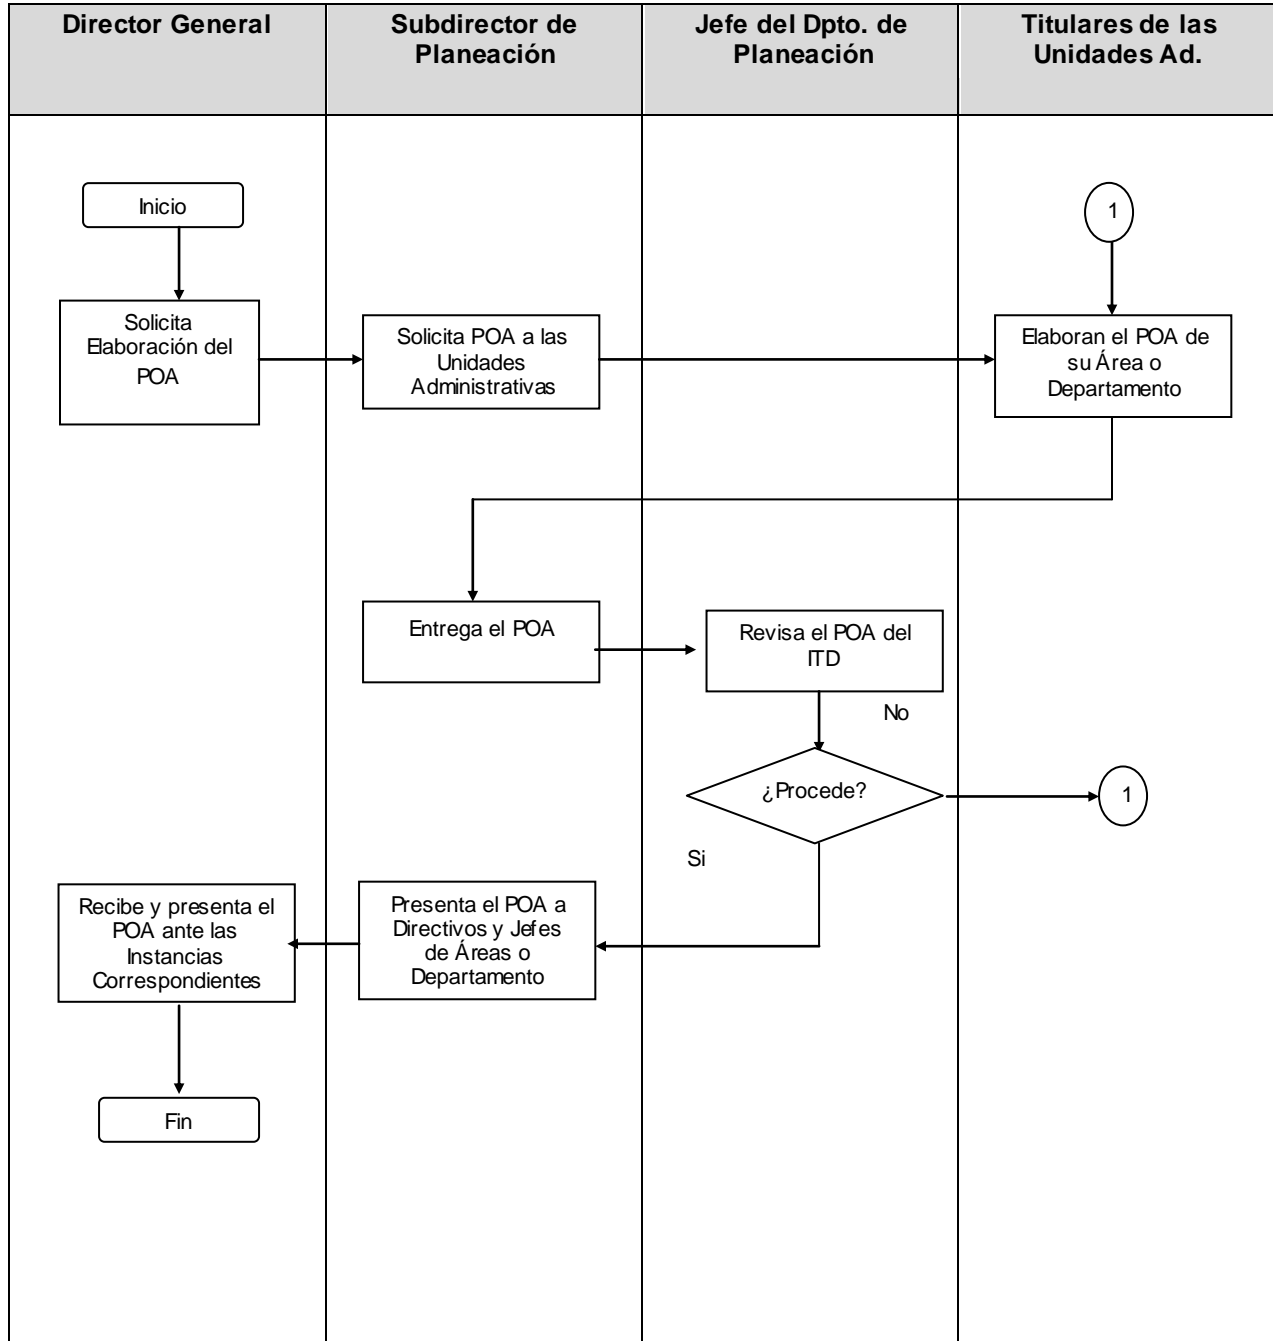 Director General
Subdirector de
Planeación
Jefe del Dpto. de
Planeación
Titulares de las
Unidades Ad.
Inicio
1
Solicita
Elaboración del
POA
Solicita POA a las
Unidades
Administrativas
Elaboran el POA de
su Área o
Departamento
Entrega el POA
Revisa el POA del
ITD
No
¿Procede?
1
Si
Recibe y presenta el
POA ante las
Instancias
Correspondientes
Presenta el POA a
Directivos y Jefes
de Áreas o
Departamento
Fin